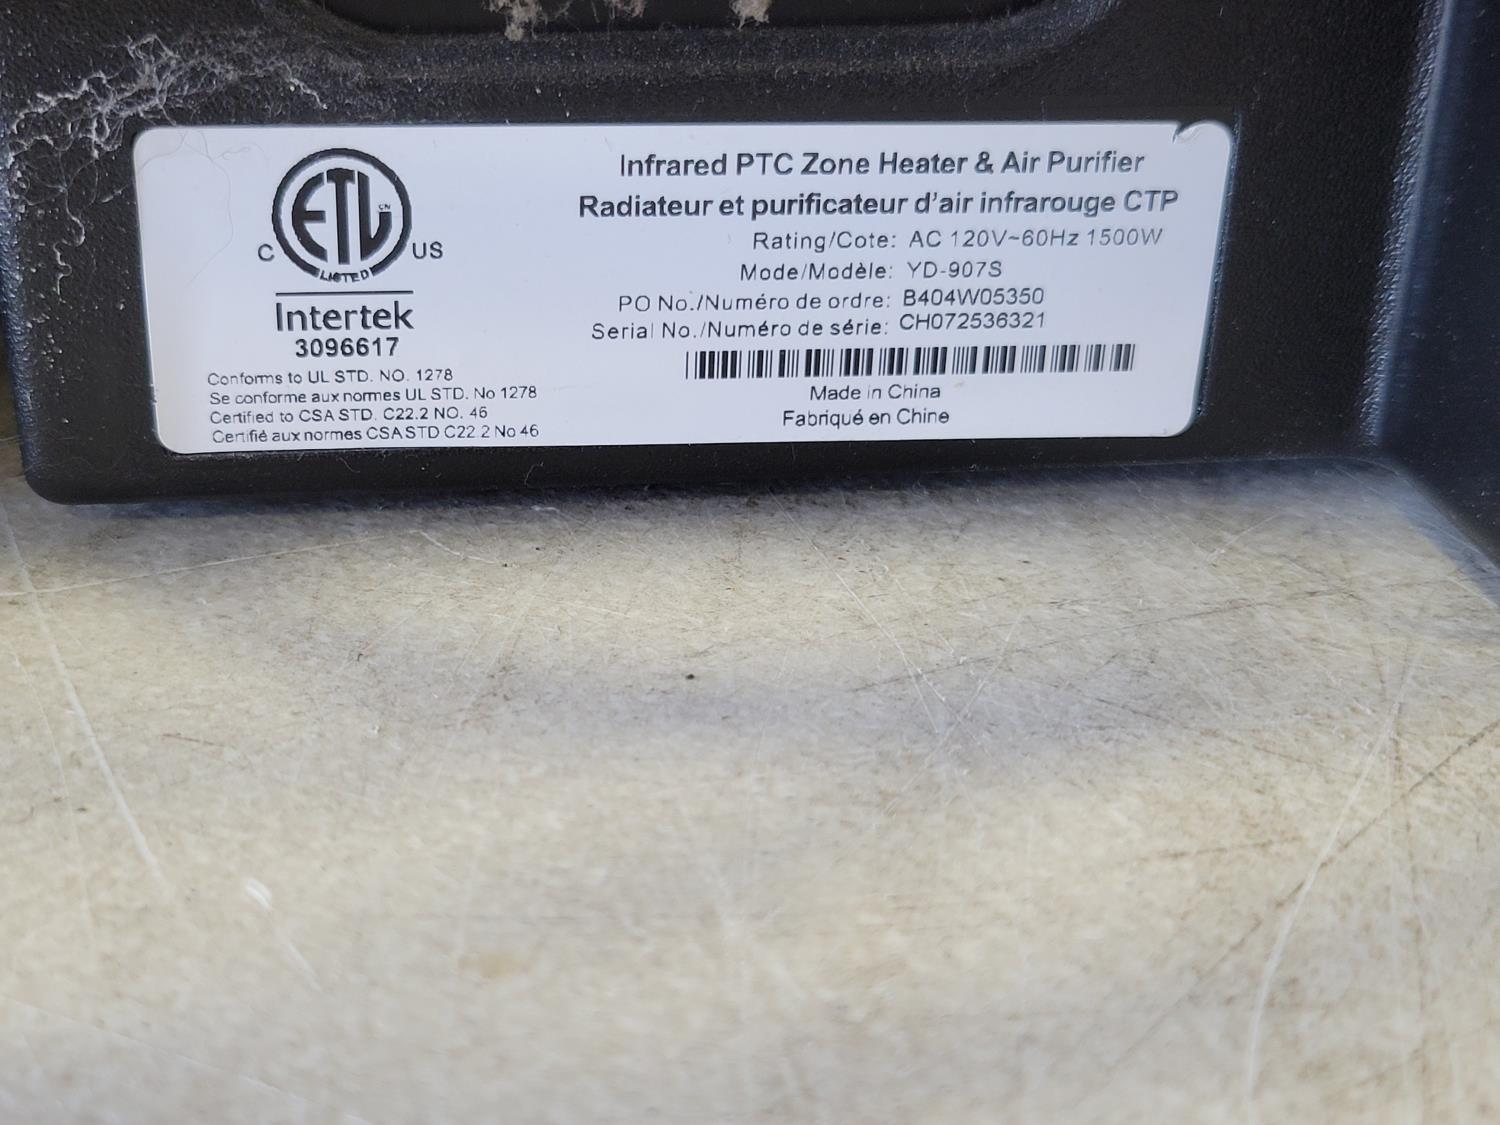 ETL CN
C US
LISTED
Intertek
3096617
Conforms to UL STD. NO. 1278
Se conforme aux normes UL STD. No 1278
Certified to CSA STD. C22.2 NO. 46
Certifié aux normes CSA STD C22.2 No 46
Infrared PTC Zone Heater & Air Purifier
Radiateur et purificateur d'air infrarouge CTP
Rating/Cote: AC 120V~60Hz 1500W
Mode/Modèle: YD-907S
PO No./Numéro de ordre: B404W05350
Serial No./Numéro de série: CH072536321
Made in China
Fabriqué en Chine